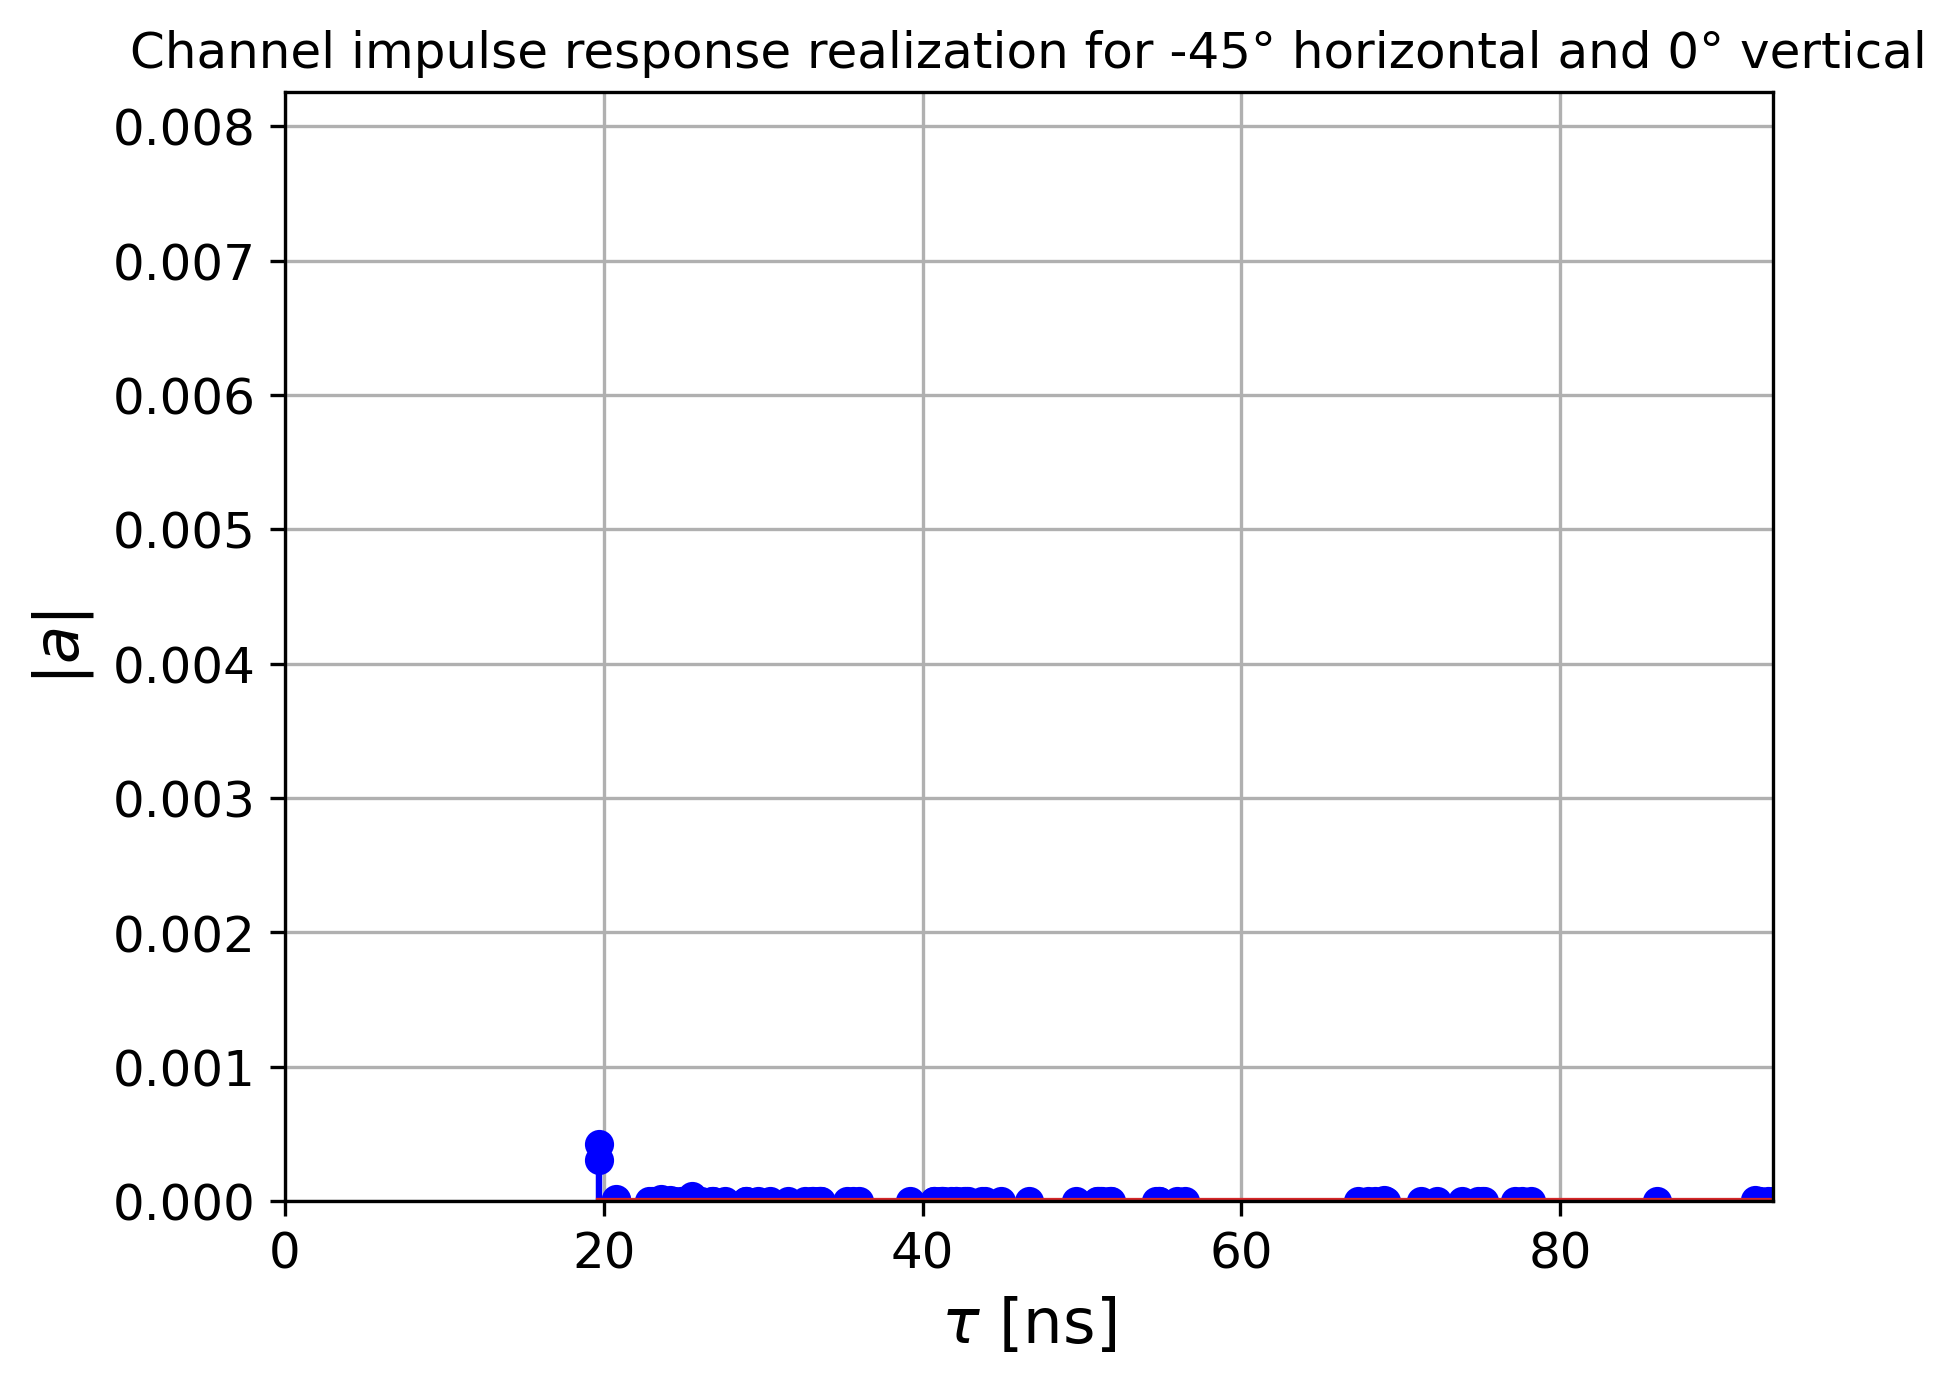 Channel impulse response realization for -45° horizontal and 0° vertical
0.008
0.007
0.006
0.005
0.004
0.003
0.002
0.001
0.000
|a|
0 20 40 60 80
τ [ns]